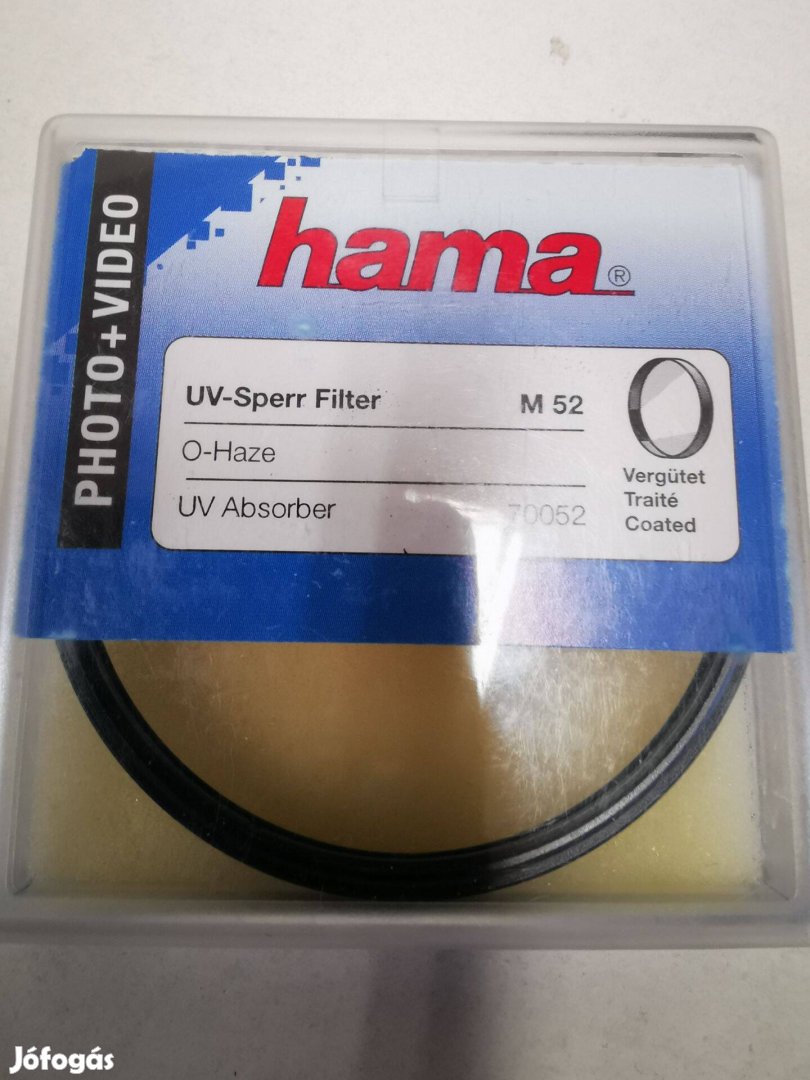 PHOTO+VIDEO
hama®
UV-Sperr Filter M 52
O-Haze
UV Absorber 70052
Vergütet
Traité
Coated
Jófogás